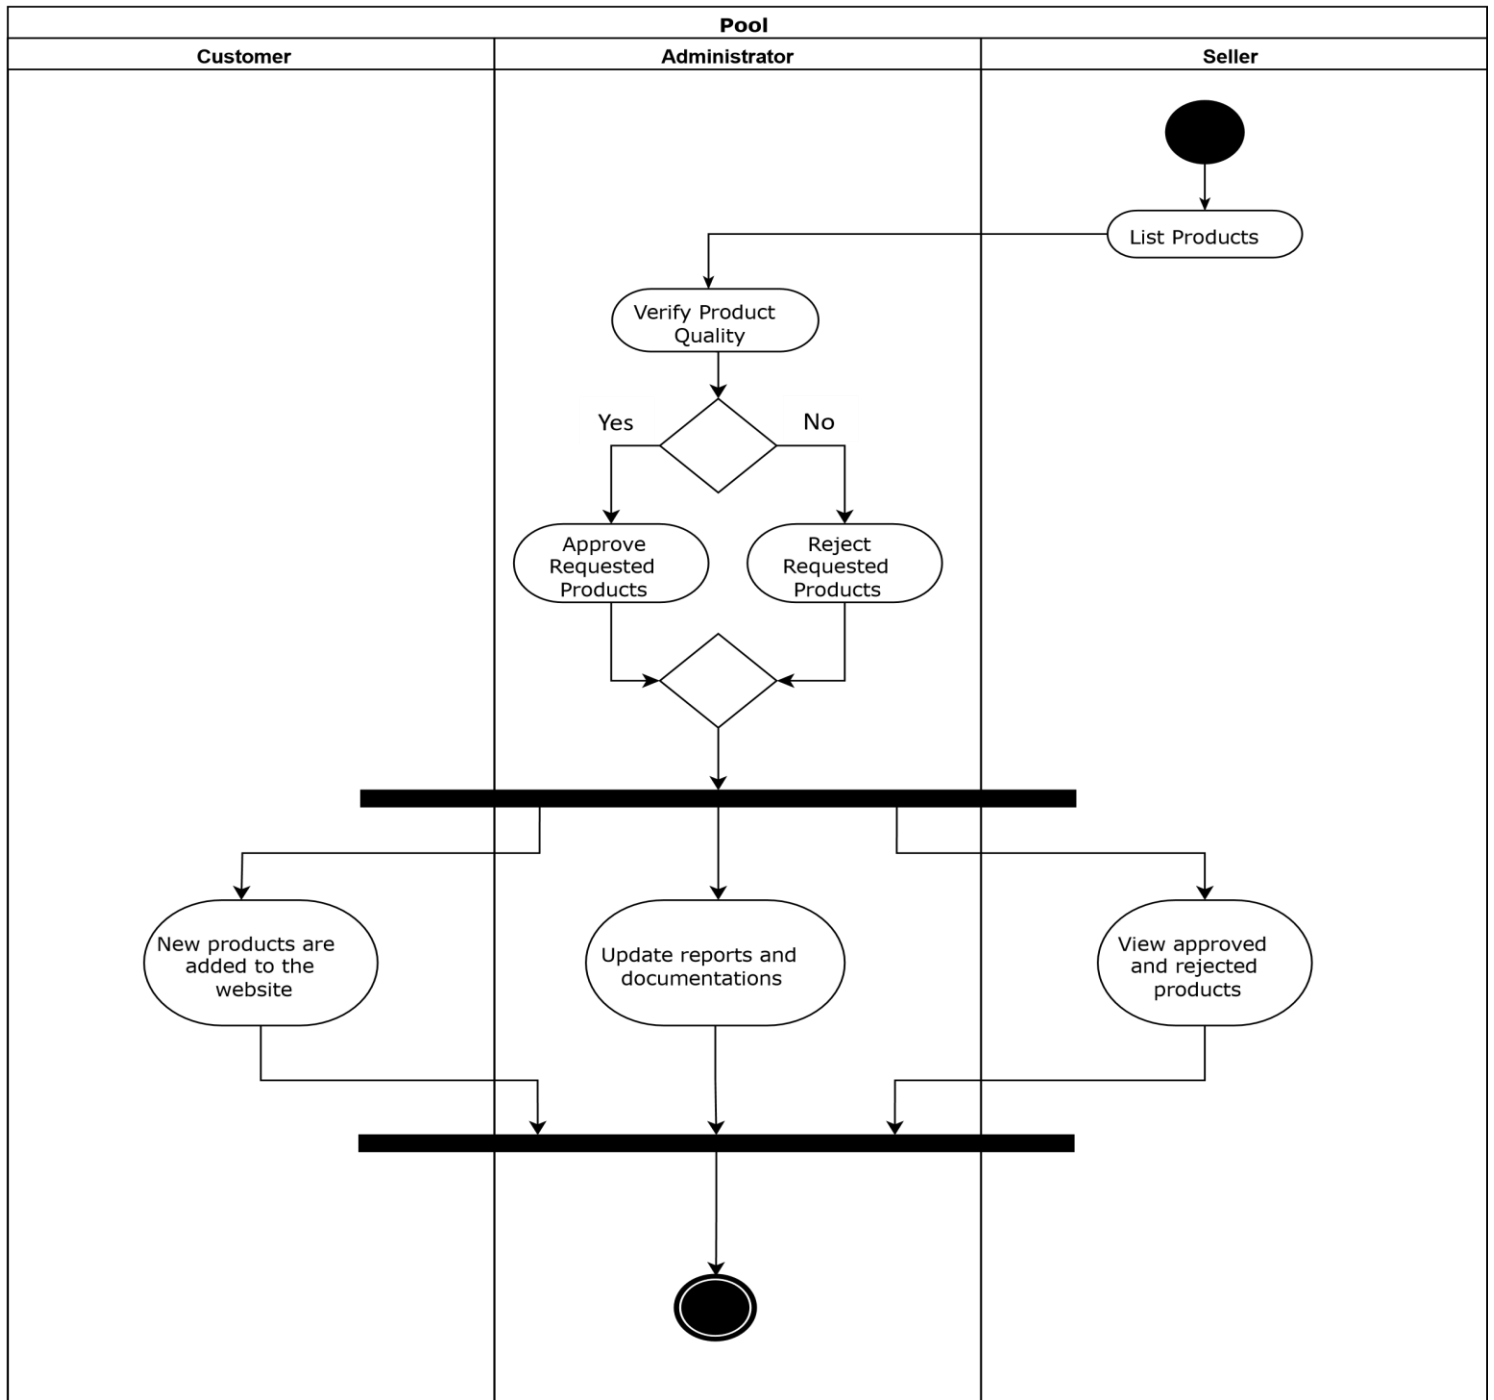 Pool
Customer
Administrator
Seller
List Products
Verify Product
Quality
Yes
No
Approve
Requested
Products
Reject
Requested
Products
New products are
added to the
website
Update reports and
documentations
View approved
and rejected
products